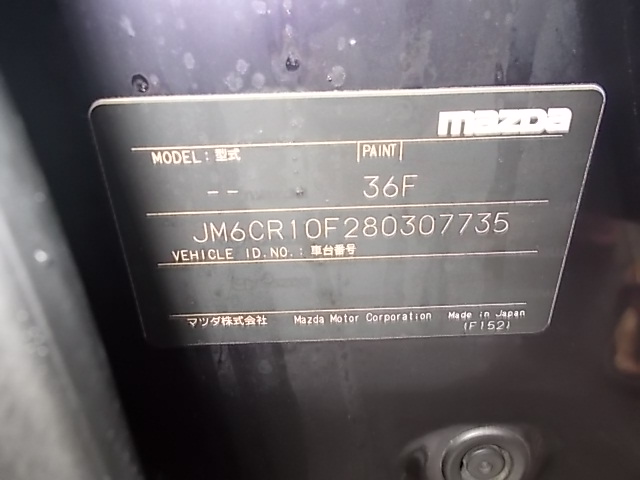 mazda
MODEL: 型式 PAINT
-- 36F
JM6CR10F280307735
VEHICLE ID.NO.: 車台番号
マツダ株式会社 Mazda Motor Corporation Made in Japan
(F152)